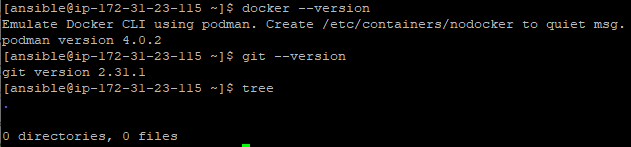 [ansible@ip-172-31-23-115 ~]$ docker --version
Emulate Docker CLI using podman. Create /etc/containers/nodocker to quiet msg.
podman version 4.0.2
[ansible@ip-172-31-23-115 ~]$ git --version
git version 2.31.1
[ansible@ip-172-31-23-115 ~]$ tree
.
0 directories, 0 files